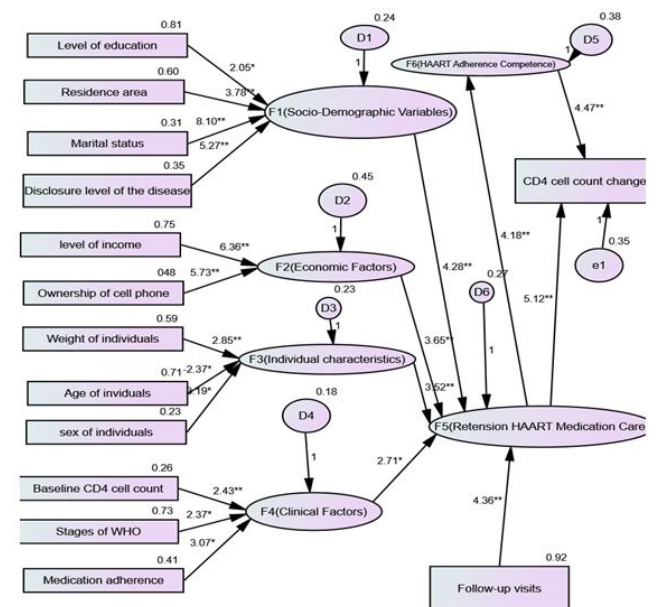 0.81
Level of education
2.05*
0.60
Residence area
3.78**
0.31
Marital status
8.10**
0.35
Disclosure level of the disease
5.27**
0.24
D1
1
F1(Socio-Demographic Variables)
0.38
D5
1
F6(HAART Adherence Competence)
4.47**
CD4 cell count change
1
0.35
e1
0.75
level of income
6.36**
048
Ownership of cell phone
5.73**
0.45
D2
1
F2(Economic Factors)
4.28**
4.18**
5.12**
0.27
D6
1
0.59
Weight of individuals
2.85**
0.71
-2.37*
Age of inviduals
0.23
sex of individuals
0.23
D3
1
F3(Individual characteristics)
3.65*
3.52**
F5(Retension HAART Medication Care
0.18
D4
1
2.71*
0.26
Baseline CD4 cell count
2.43**
0.73
Stages of WHO
2.37*
0.41
Medication adherence
3.07*
F4(Clinical Factors)
4.36**
0.92
Follow-up visits